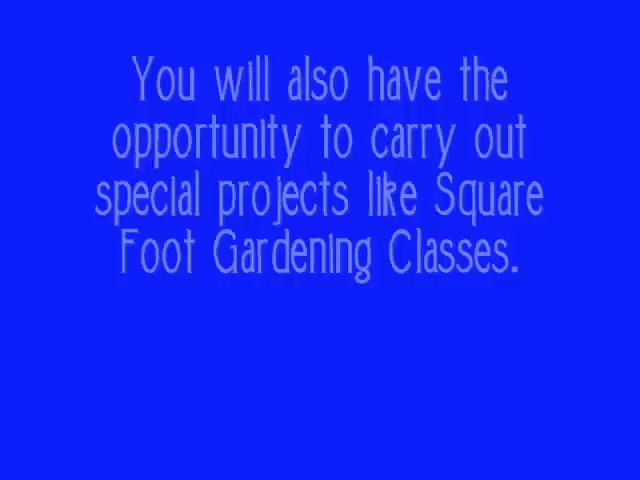 You will also have the
opportunity to carry out
special projects like Square
Foot Gardening Classes.